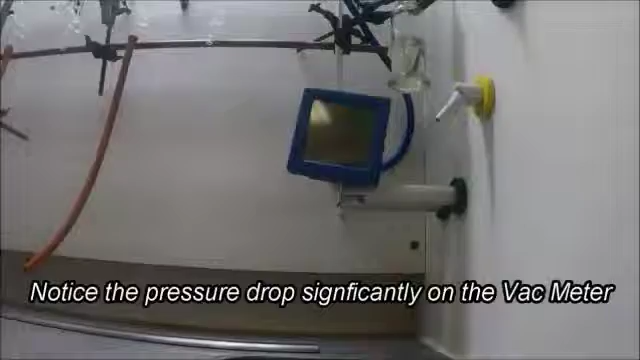 Notice the pressure drop signficantly on the Vac Meter